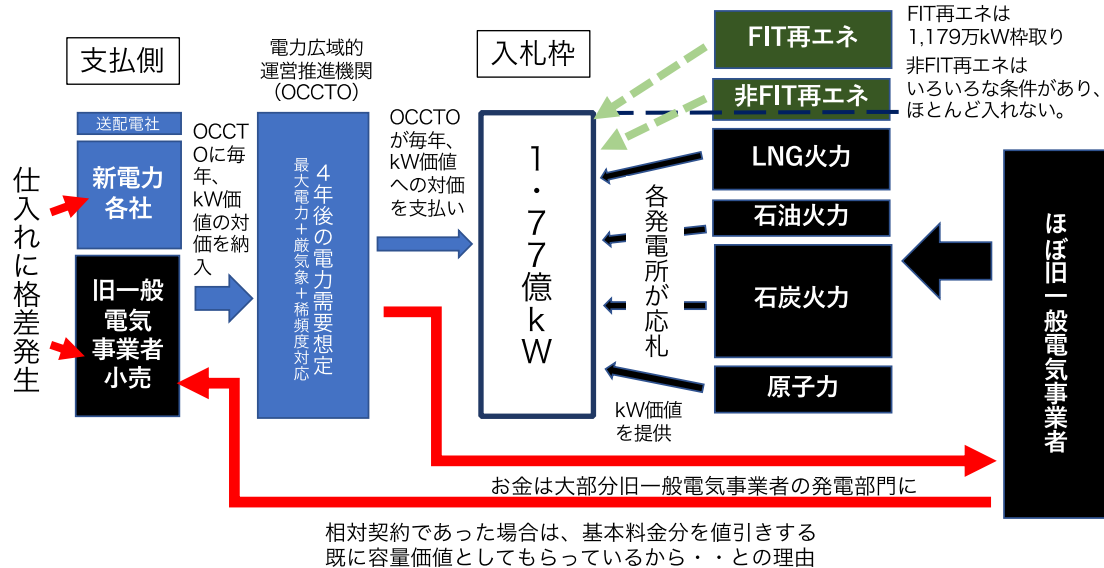 支払側
送配電社
新電力
各社
旧一般
電気
事業者
小売
仕入れに格差発生
OCCT
Oに毎
年、
kW価
値の対
価を納
入
電力広域的
運営推進機関
（OCCTO）
4年後の電力需要想定
最大電力＋厳気象＋稀頻度対応
OCCTO
が毎年、
kW価値
への対価
を支払い
入札枠
1・77億kW
各発電所が応札
kW価値
を提供
FIT再エネ
非FIT再エネ
LNG火力
石油火力
石炭火力
原子力
FIT再エネは
1,179万kW枠取り
非FIT再エネは
いろいろな条件があり、
ほとんど入れない。
ほぼ旧一般電気事業者
お金は大部分旧一般電気事業者の発電部門に
相対契約であった場合は、基本料金分を値引きする
既に容量価値としてもらっているから・・との理由